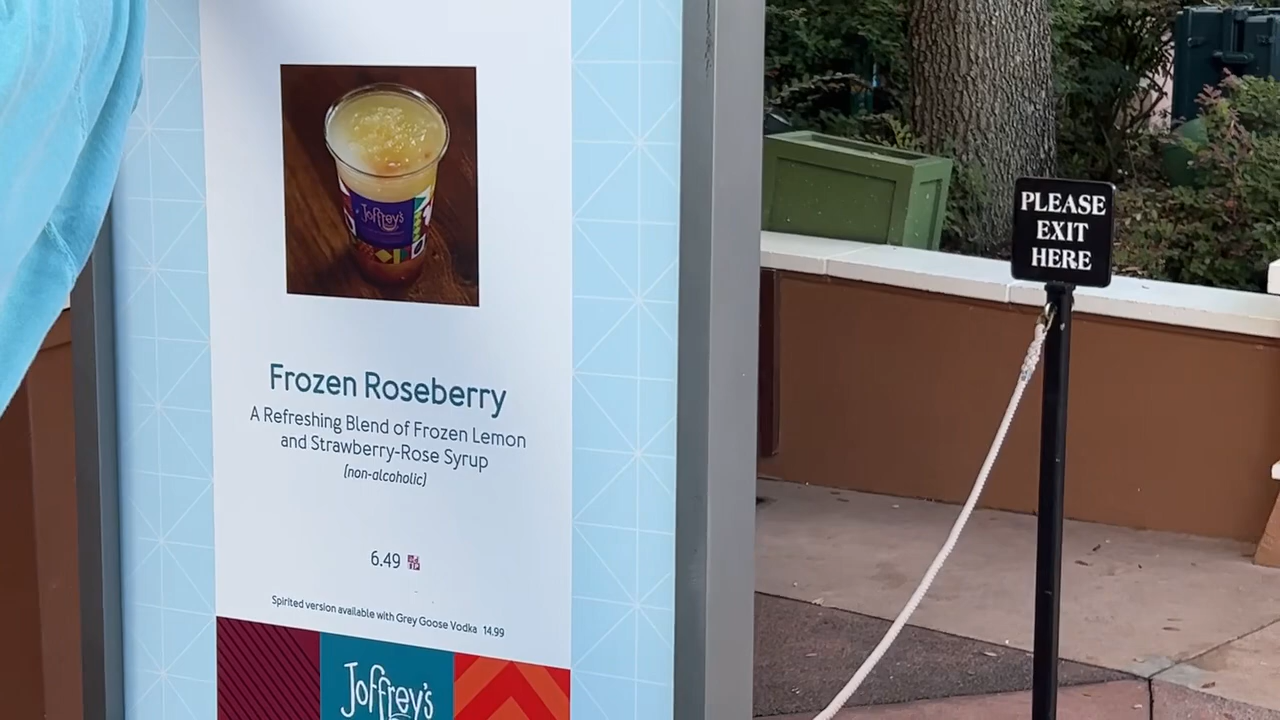 Joffrey's
Frozen Roseberry
A Refreshing Blend of Frozen Lemon
and Strawberry-Rose Syrup
(non-alcoholic)
6.49
Spirited version available with Grey Goose Vodka 14.99
Joffrey's
PLEASE
EXIT
HERE